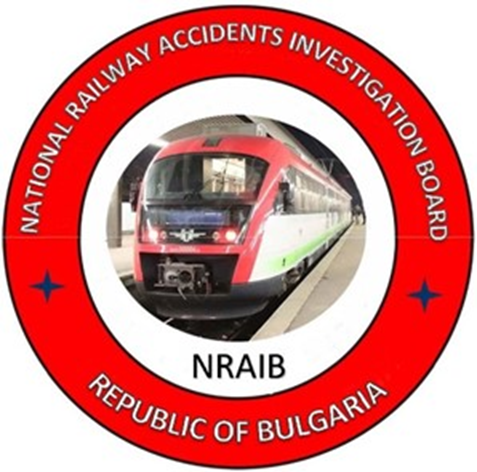 NATIONAL RAILWAY ACCIDENTS INVESTIGATION BOARD
NRAIB
REPUBLIC OF BULGARIA